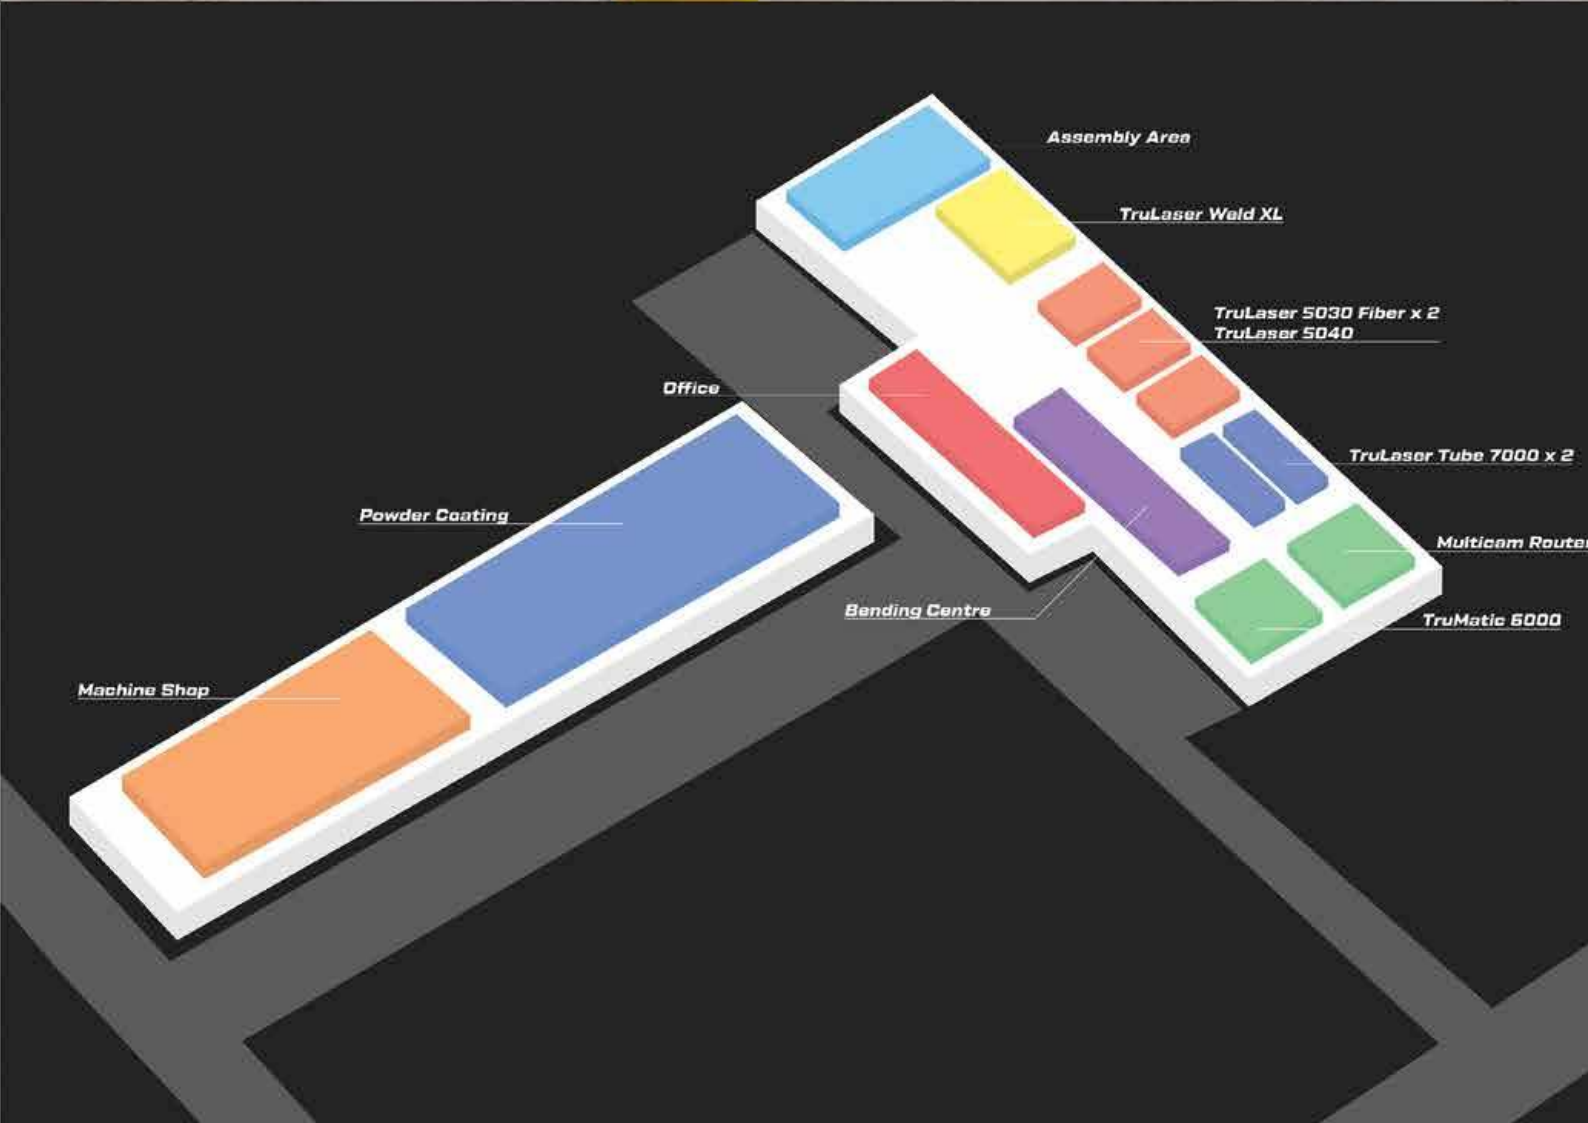 Assembly Area
TruLaser Weld XL
TruLaser 5030 Fiber x 2
TruLaser 5040
Office
TruLaser Tube 7000 x 2
Powder Coating
Multicam Router
Bending Centre
TruMatic 6000
Machine Shop